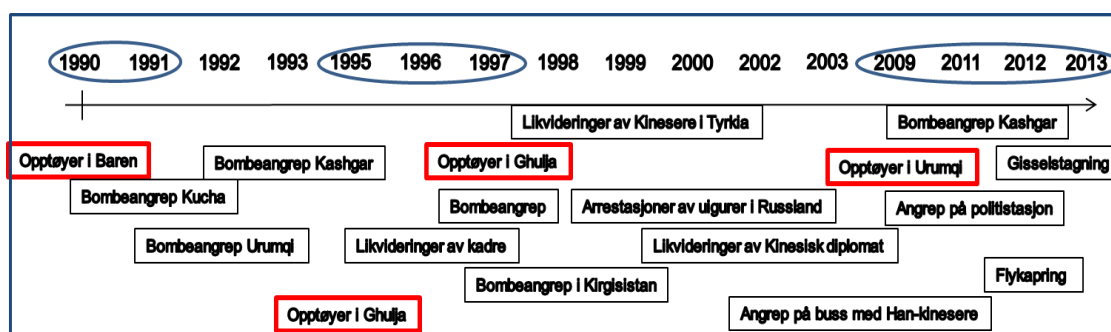 1990 1991 1992 1993 1995 1996 1997 1998 1999 2000 2002 2003 2009 2011 2012 2013
Likvideringer av Kinesere i Tyrkia
Bombeangrep Kashgar
Opptøyer i Baren
Bombeangrep Kashgar
Opptøyer i Ghulja
Opptøyer i Urumqi
Gisselstagning
Bombeangrep Kucha
Bombeangrep
Arrestasjoner av uigurer i Russland
Angrep på politistasjon
Bombeangrep Urumqi
Likvideringer av kadre
Likvideringer av Kinesisk diplomat
Bombeangrep i Kirgisistan
Flykapring
Opptøyer i Ghulja
Angrep på buss med Han-kinesere